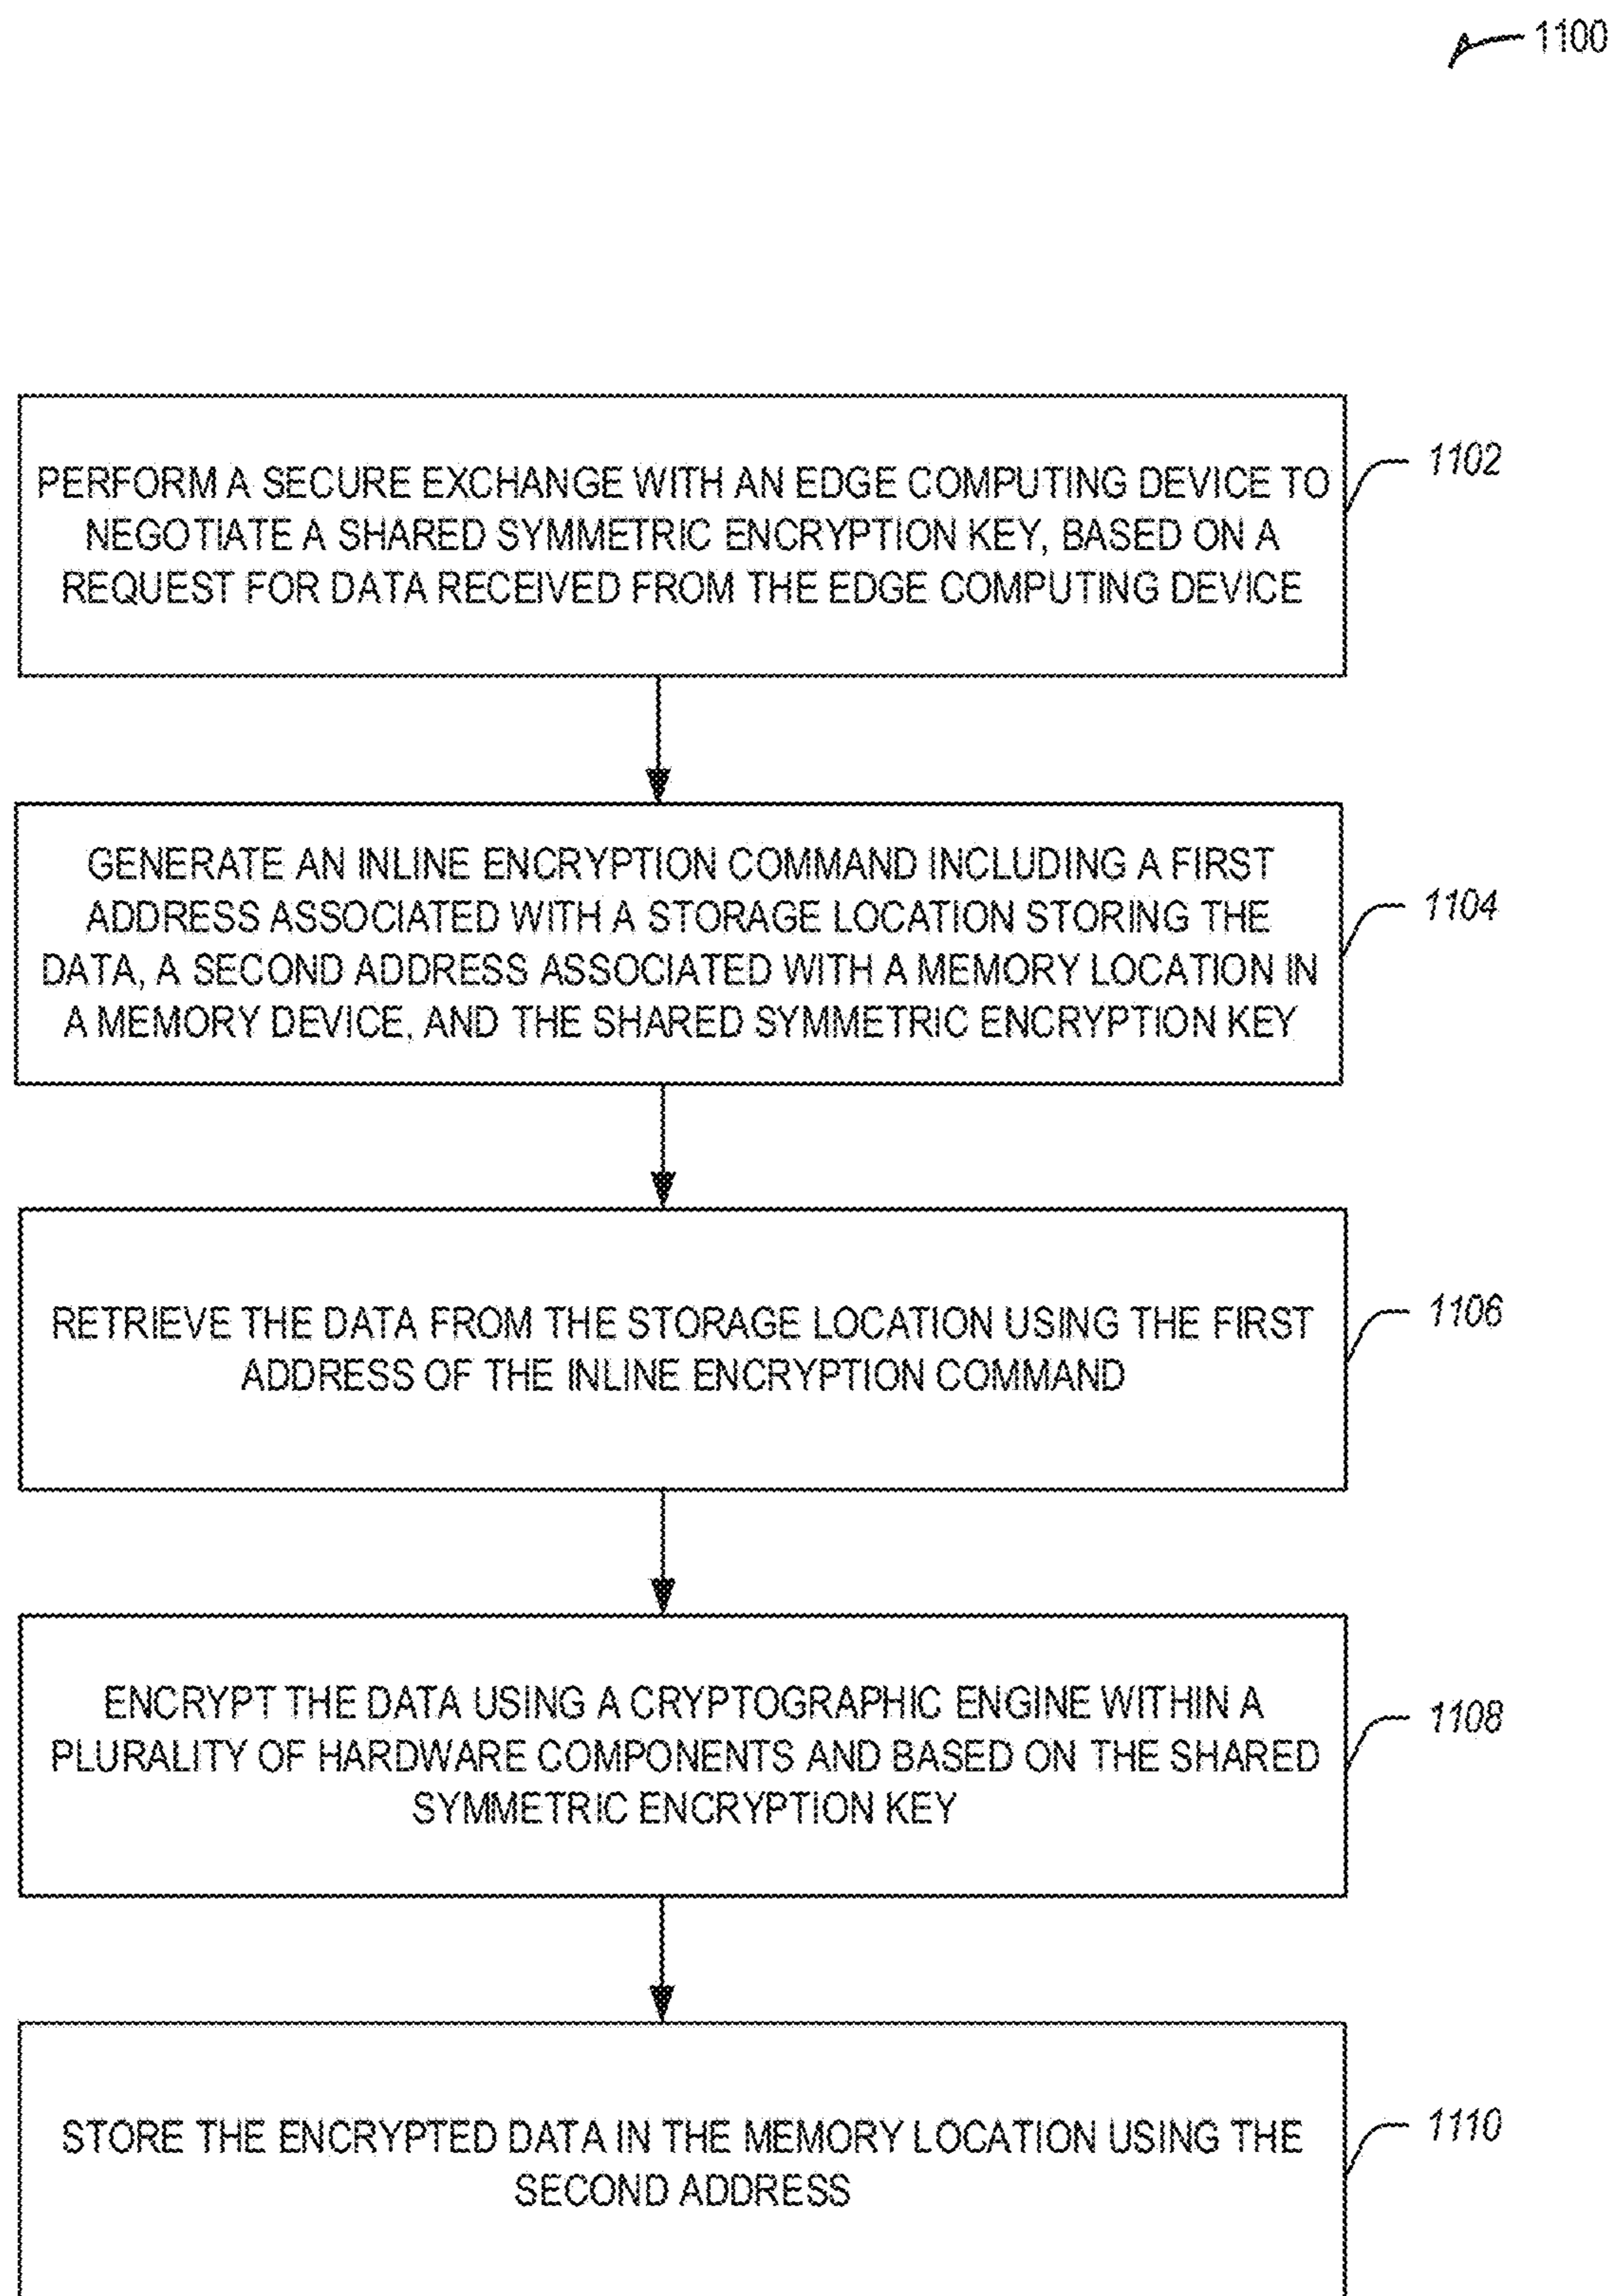 1100
PERFORM A SECURE EXCHANGE WITH AN EDGE COMPUTING DEVICE TO
NEGOTIATE A SHARED SYMMETRIC ENCRYPTION KEY, BASED ON A
REQUEST FOR DATA RECEIVED FROM THE EDGE COMPUTING DEVICE
1102
GENERATE AN INLINE ENCRYPTION COMMAND INCLUDING A FIRST
ADDRESS ASSOCIATED WITH A STORAGE LOCATION STORING THE
DATA, A SECOND ADDRESS ASSOCIATED WITH A MEMORY LOCATION IN
A MEMORY DEVICE, AND THE SHARED SYMMETRIC ENCRYPTION KEY
1104
RETRIEVE THE DATA FROM THE STORAGE LOCATION USING THE FIRST
ADDRESS OF THE INLINE ENCRYPTION COMMAND
1106
ENCRYPT THE DATA USING A CRYPTOGRAPHIC ENGINE WITHIN A
PLURALITY OF HARDWARE COMPONENTS AND BASED ON THE SHARED
SYMMETRIC ENCRYPTION KEY
1108
STORE THE ENCRYPTED DATA IN THE MEMORY LOCATION USING THE
SECOND ADDRESS
1110